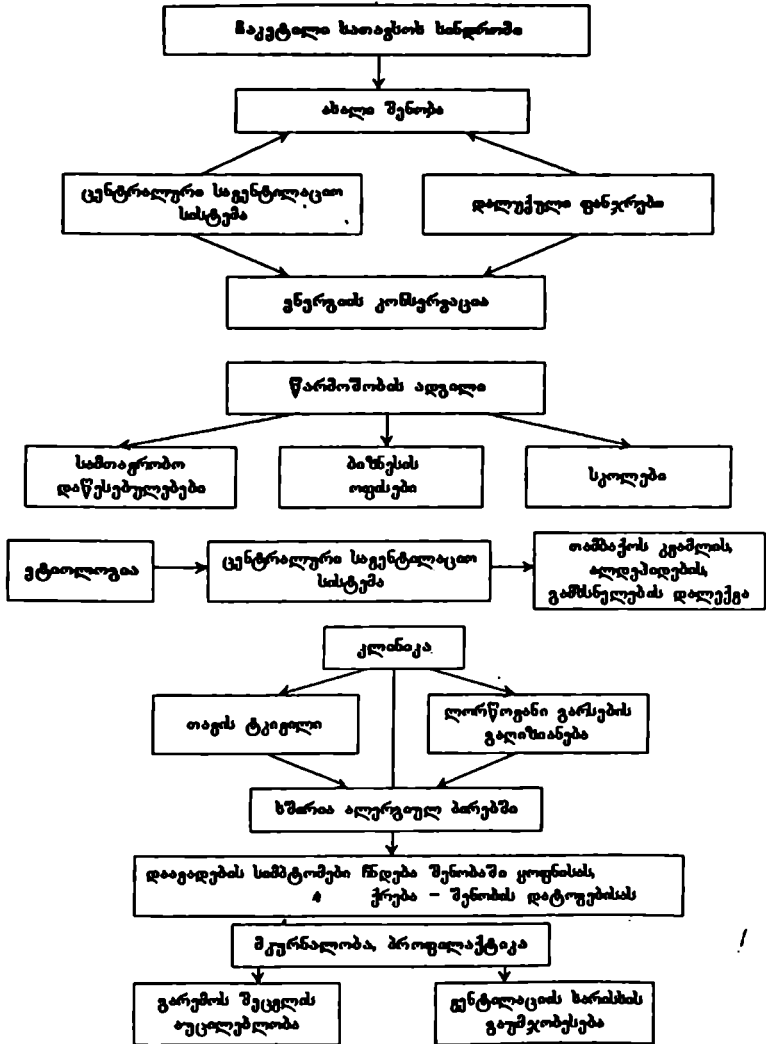 ჩაკეტილი სათავსოს სინდრომი
ახალი შენობა
ცენტრალური სავენტილაციო
სისტემა
დალუქული ფანჯრები
ენერგიის კონსერვაცია
წარმოშობის ადგილი
სამთავრობო
დაწესებულებები
ბიზნესის
ოფისები
სკოლები
ეტიოლოგია
ცენტრალური სავენტილაციო
სისტემა
თამბაქოს კვამლის,
ალდეჰიდების,
გამხსნელების დალექვა
კლინიკა
თავის ტკივილი
ლორწოვანი გარსების
გაღიზიანება
ხშირია ალერგიულ პირებში
დაავადების სიმპტომები ჩნდება შენობაში ყოფნისას,
ქრება – შენობის დატოვებისას
მკურნალობა, პროფილაქტიკა
გარემოს შეცვლის
აუცილებლობა
ვენტილაციის ხარისხის
გაუმჯობესება